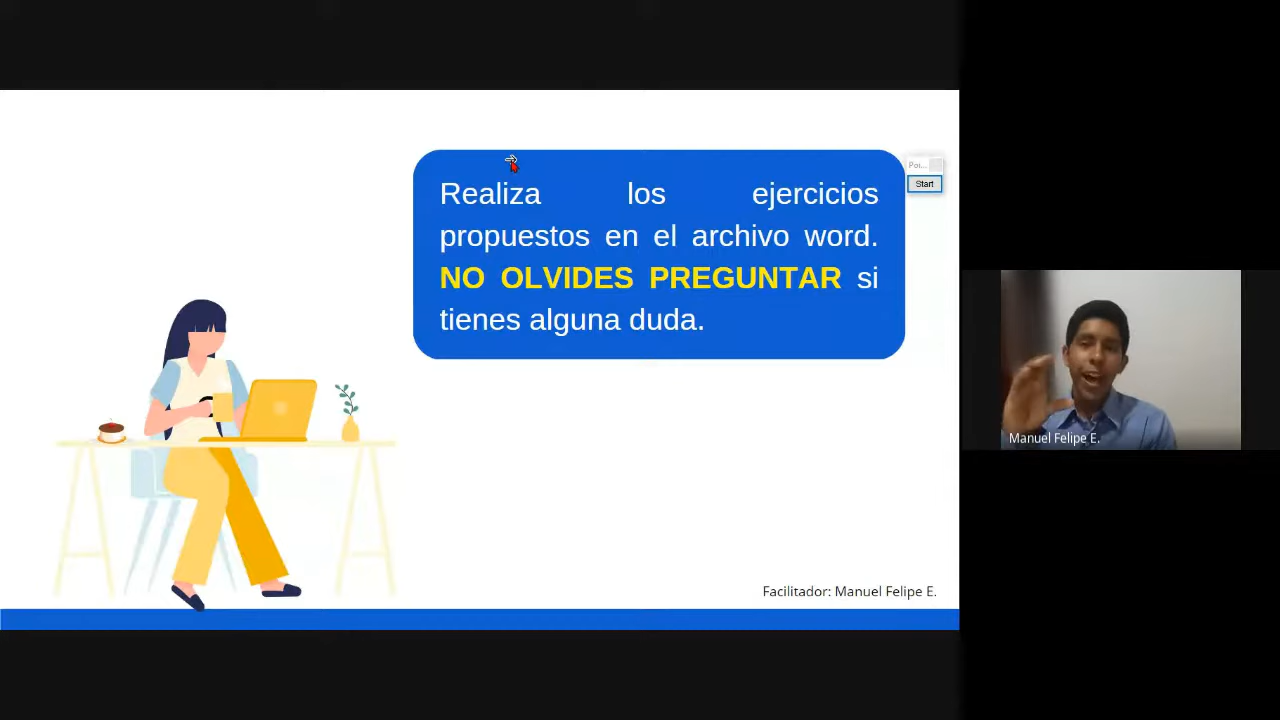 Realiza los ejercicios
propuestos en el archivo word.
NO OLVIDES PREGUNTAR si
tienes alguna duda.
Poi...
Start
Manuel Felipe E.
Facilitador: Manuel Felipe E.